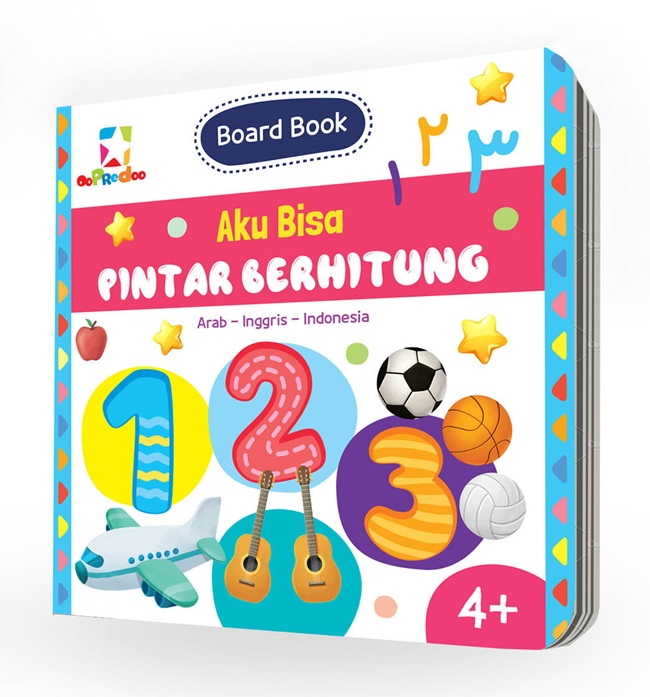 Board Book
١ ٢ ٣
OOPREDOO
Aku Bisa
PINTAR BERHITUNG
Arab – Inggris – Indonesia
1 2 3
4+